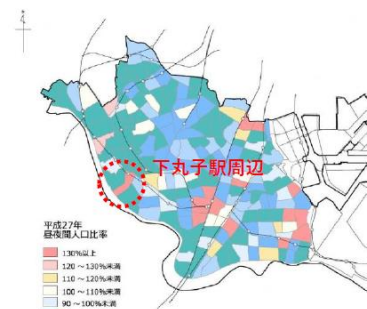 下丸子駅周辺
平成27年
昼夜間人口比率
130%以上
120 ～130%未満
110 ～120%未満
100 ～110%未満
90 ～100%未満